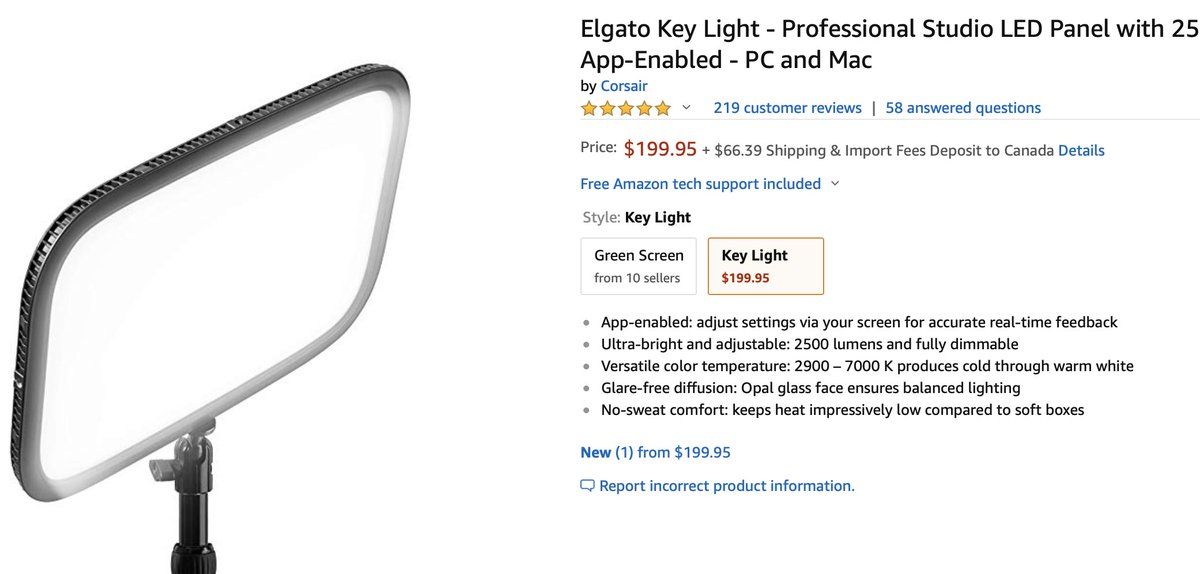 Elgato Key Light - Professional Studio LED Panel with 25
App-Enabled - PC and Mac
by Corsair
219 customer reviews | 58 answered questions
Price: $199.95 + $66.39 Shipping & Import Fees Deposit to Canada Details
Free Amazon tech support included
Style: Key Light
Green Screen
from 10 sellers
Key Light
$199.95
• App-enabled: adjust settings via your screen for accurate real-time feedback
• Ultra-bright and adjustable: 2500 lumens and fully dimmable
• Versatile color temperature: 2900 – 7000 K produces cold through warm white
• Glare-free diffusion: Opal glass face ensures balanced lighting
• No-sweat comfort: keeps heat impressively low compared to soft boxes
New (1) from $199.95
Report incorrect product information.